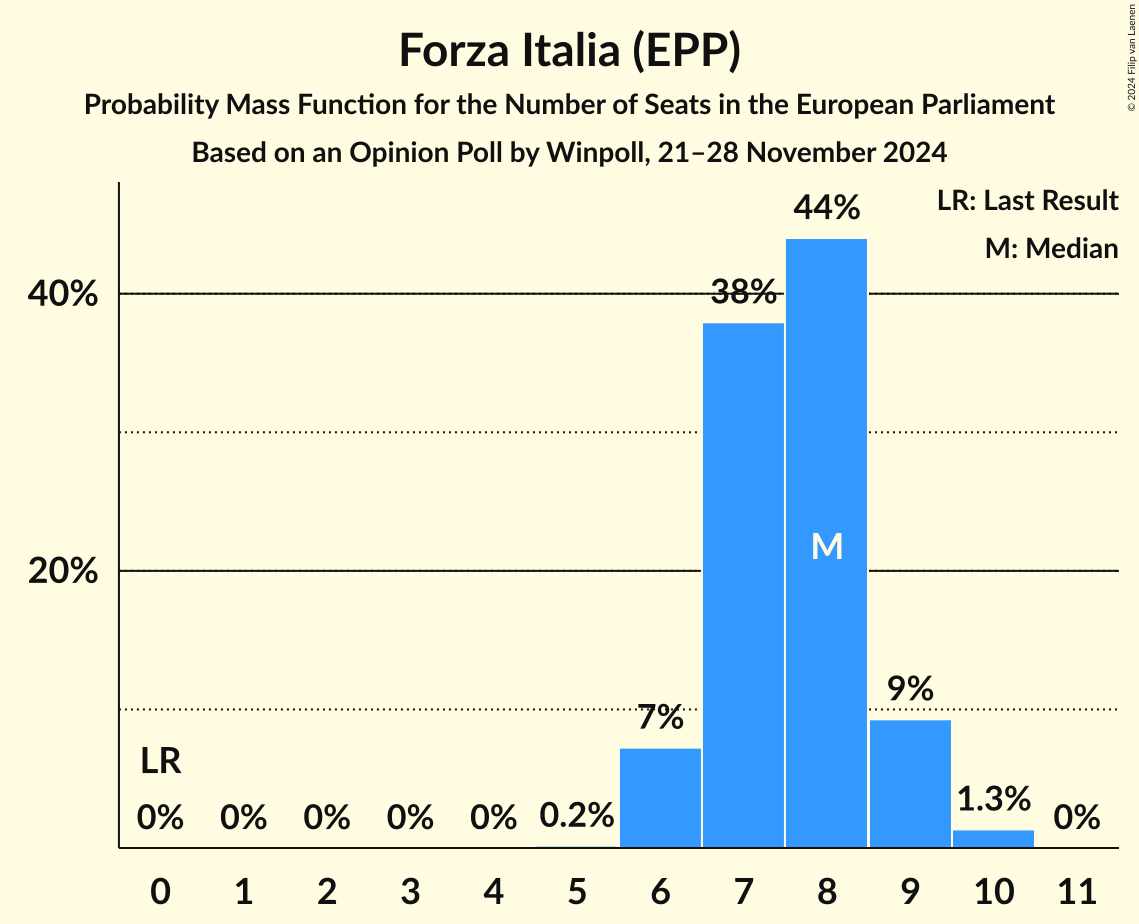 Forza Italia (EPP)
Probability Mass Function for the Number of Seats in the European Parliament
Based on an Opinion Poll by Winpoll, 21–28 November 2024
© 2024 Filip van Laenen
LR: Last Result
M: Median
44%
40%
38%
M
20%
9%
7%
LR
0% 0% 0% 0% 0% 0.2% 1.3% 0%
0 1 2 3 4 5 6 7 8 9 10 11